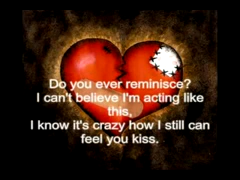 Do you ever reminisce?
I can't believe I'm acting like
this,
I know it's crazy how I still can
feel you kiss.